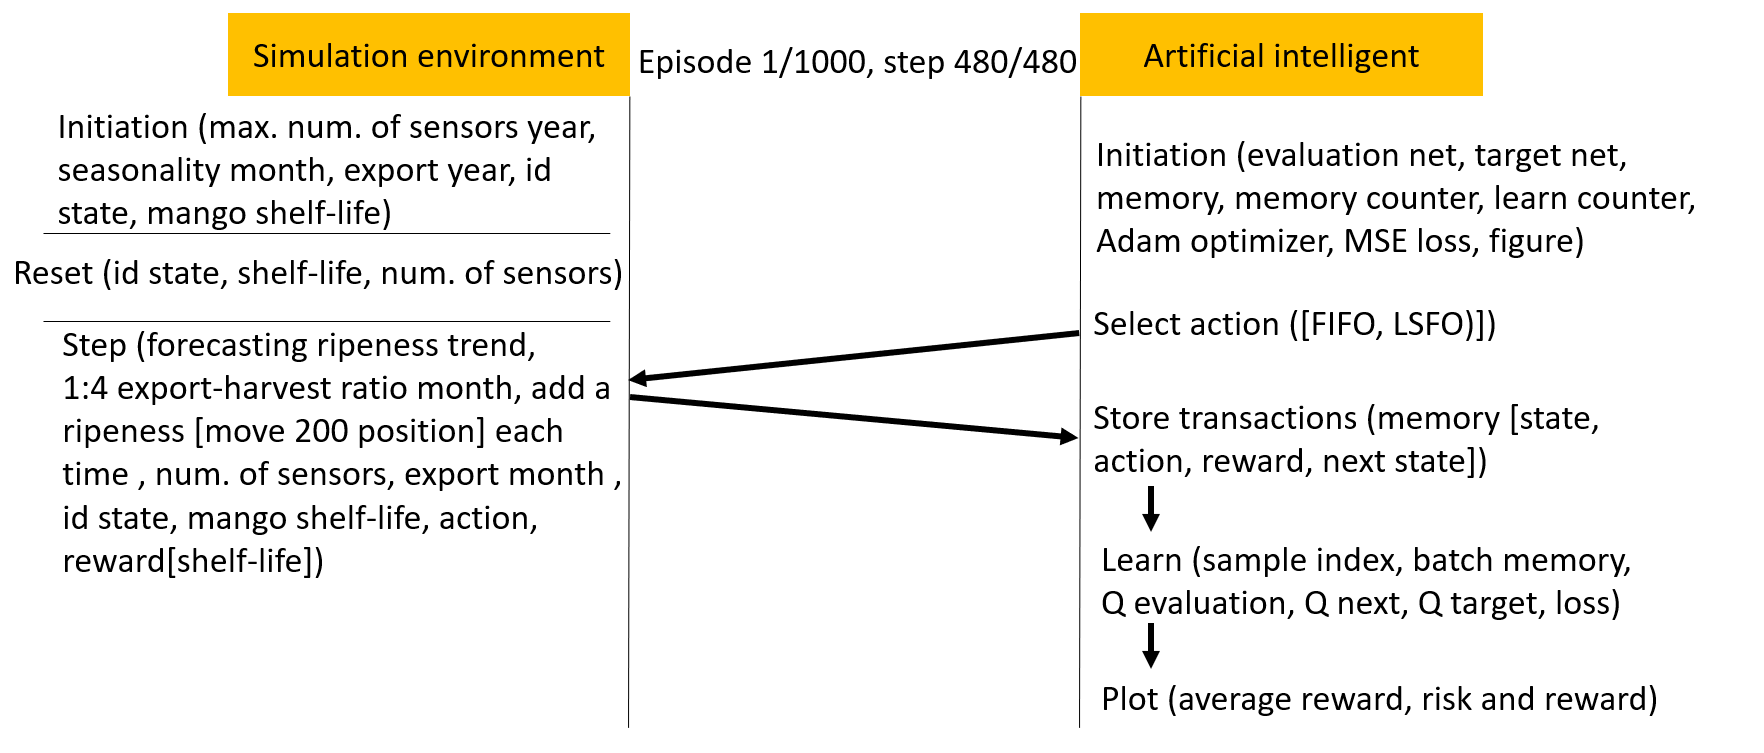 Simulation environment
Episode 1/1000, step 480/480
Artificial intelligent
Initiation (max. num. of sensors year,
seasonality month, export year, id
state, mango shelf-life)
Reset (id state, shelf-life, num. of sensors)
Step (forecasting ripeness trend,
1:4 export-harvest ratio month, add a
ripeness [move 200 position] each
time , num. of sensors, export month ,
id state, mango shelf-life, action,
reward[shelf-life])
Initiation (evaluation net, target net,
memory, memory counter, learn counter,
Adam optimizer, MSE loss, figure)
Select action ([FIFO, LSFO)])
Store transactions (memory [state,
action, reward, next state])
Learn (sample index, batch memory,
Q evaluation, Q next, Q target, loss)
Plot (average reward, risk and reward)